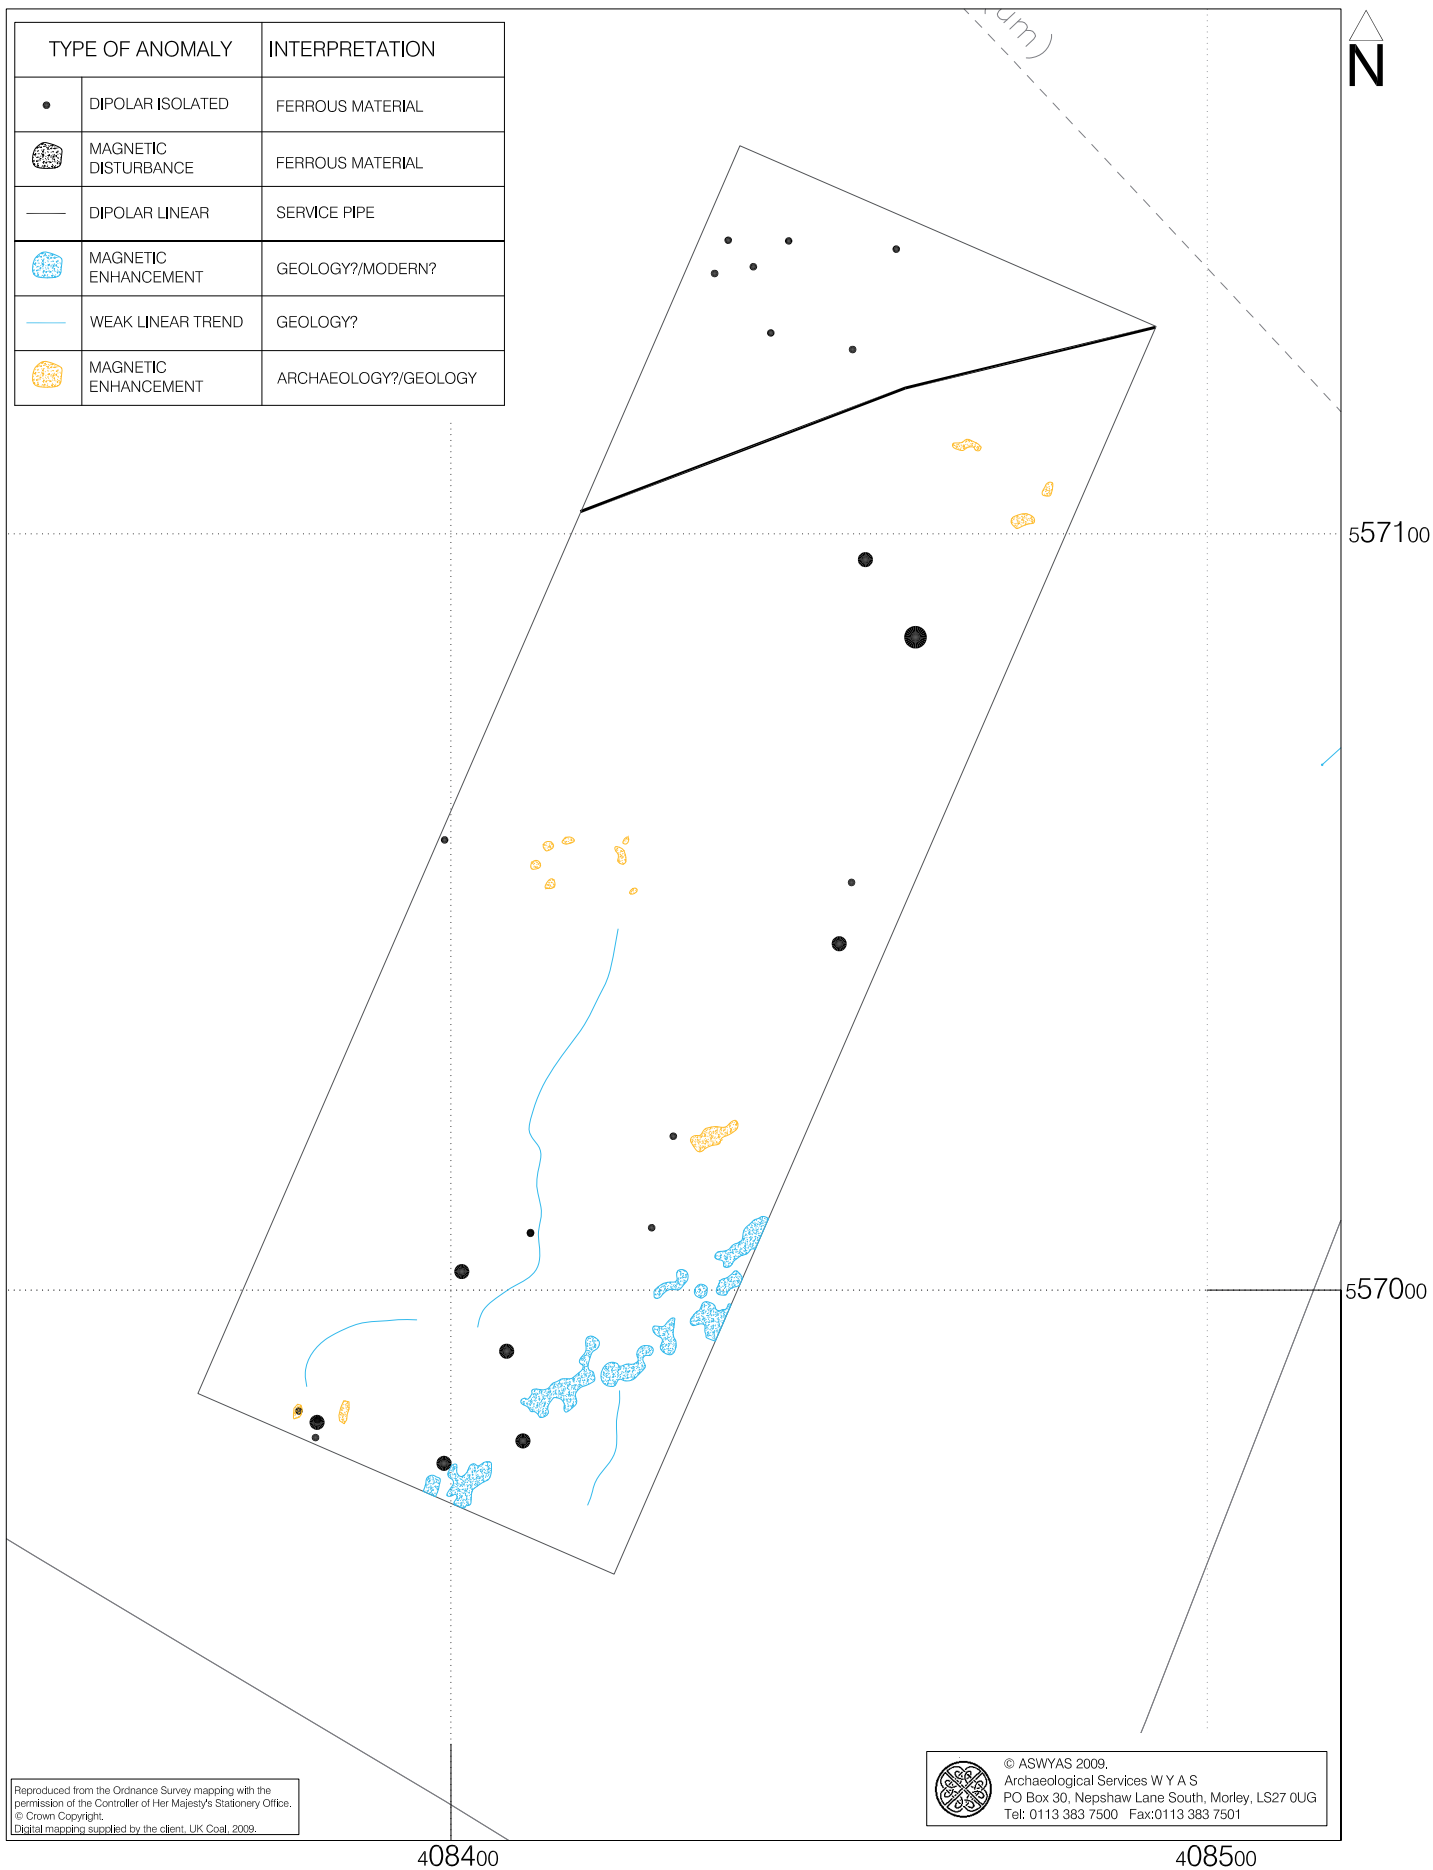 um)
N
TYPE OF ANOMALY INTERPRETATION
DIPOLAR ISOLATED FERROUS MATERIAL
MAGNETIC
DISTURBANCE FERROUS MATERIAL
DIPOLAR LINEAR SERVICE PIPE
MAGNETIC
ENHANCEMENT GEOLOGY?/MODERN?
WEAK LINEAR TREND GEOLOGY?
MAGNETIC
ENHANCEMENT ARCHAEOLOGY?/GEOLOGY
557100
557000
Reproduced from the Ordnance Survey mapping with the
permission of the Controller of Her Majesty's Stationery Office.
© Crown Copyright.
Digital mapping supplied by the client, UK Coal, 2009.
© ASWYAS 2009.
Archaeological Services W Y A S
PO Box 30, Nepshaw Lane South, Morley, LS27 0UG
Tel: 0113 383 7500 Fax:0113 383 7501
408400
408500